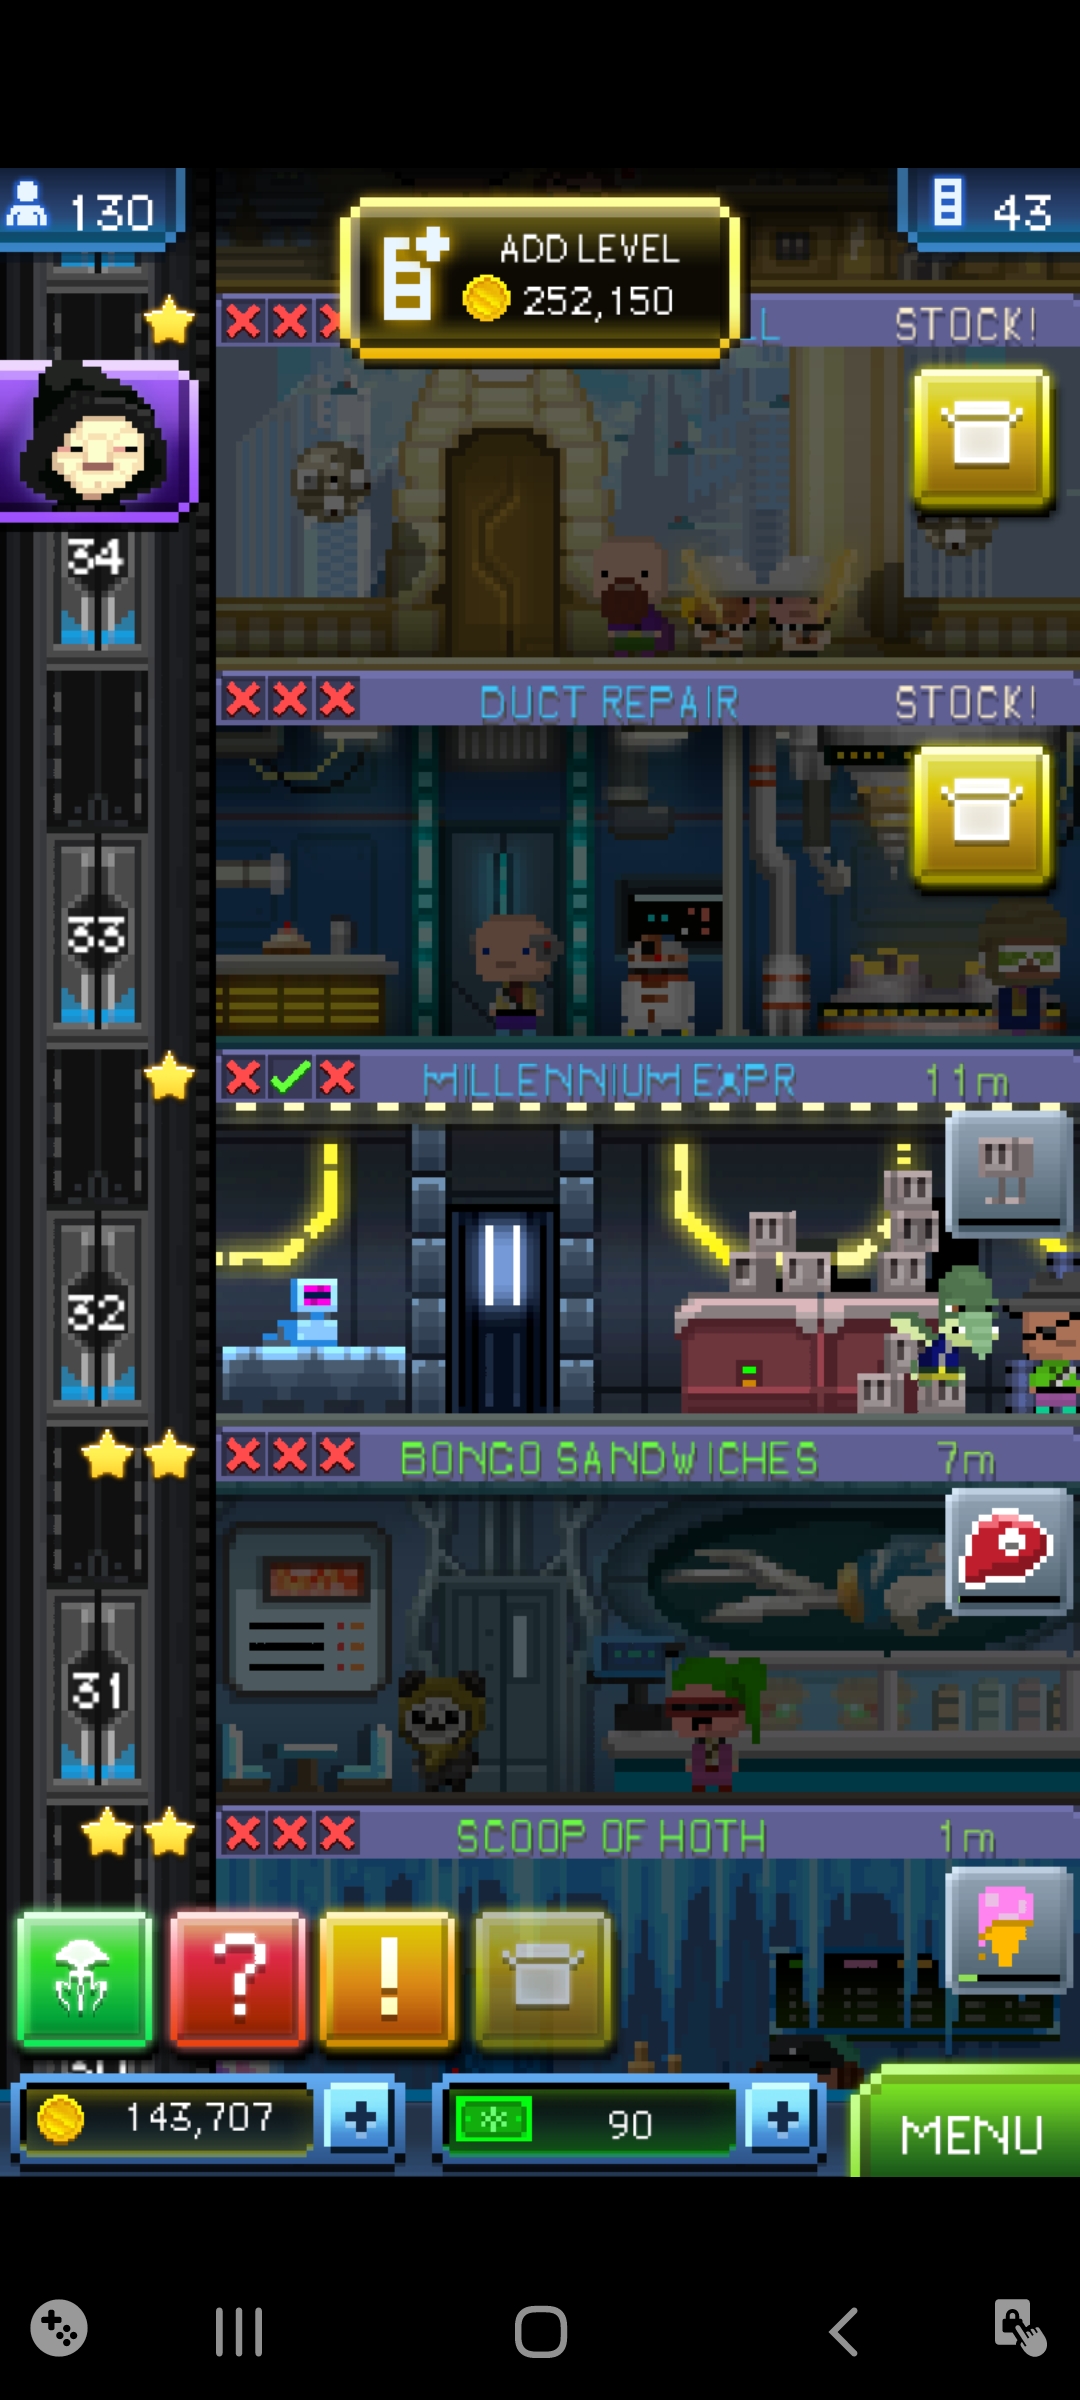 130
43
ADD LEVEL
252,150
STOCK!
34
DUCT REPAIR
STOCK!
33
MILLENNIUM EXPR
11m
32
BONGO SANDWICHES
7m
31
SCOOP OF HOTH
1m
?
!
143,707
+
90
+
MENU